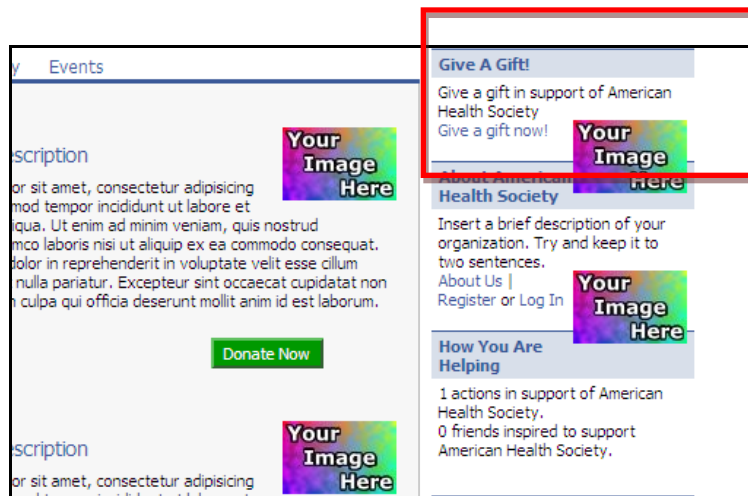 Events
Description
or sit amet, consectetur adipisicing
mod tempor incididunt ut labore et
iqua. Ut enim ad minim veniam, quis nostrud
mco laboris nisi ut aliquip ex ea commodo consequat.
dolor in reprehenderit in voluptate velit esse cillum
nulla pariatur. Excepteur sint occaecat cupidatat non
culpa qui officia deserunt mollit anim id est laborum.
Your
Image
Here
Donate Now
escription
or sit amet, consectetur adipisicing
Your
Image
Here
Give A Gift!
Give a gift in support of American
Health Society
Give a gift now!
Your
Image
Here
About American
Health Society
Insert a brief description of your
organization. Try and keep it to
two sentences.
About Us |
Register or Log In
Your
Image
Here
How You Are
Helping
1 actions in support of American
Health Society.
0 friends inspired to support
American Health Society.